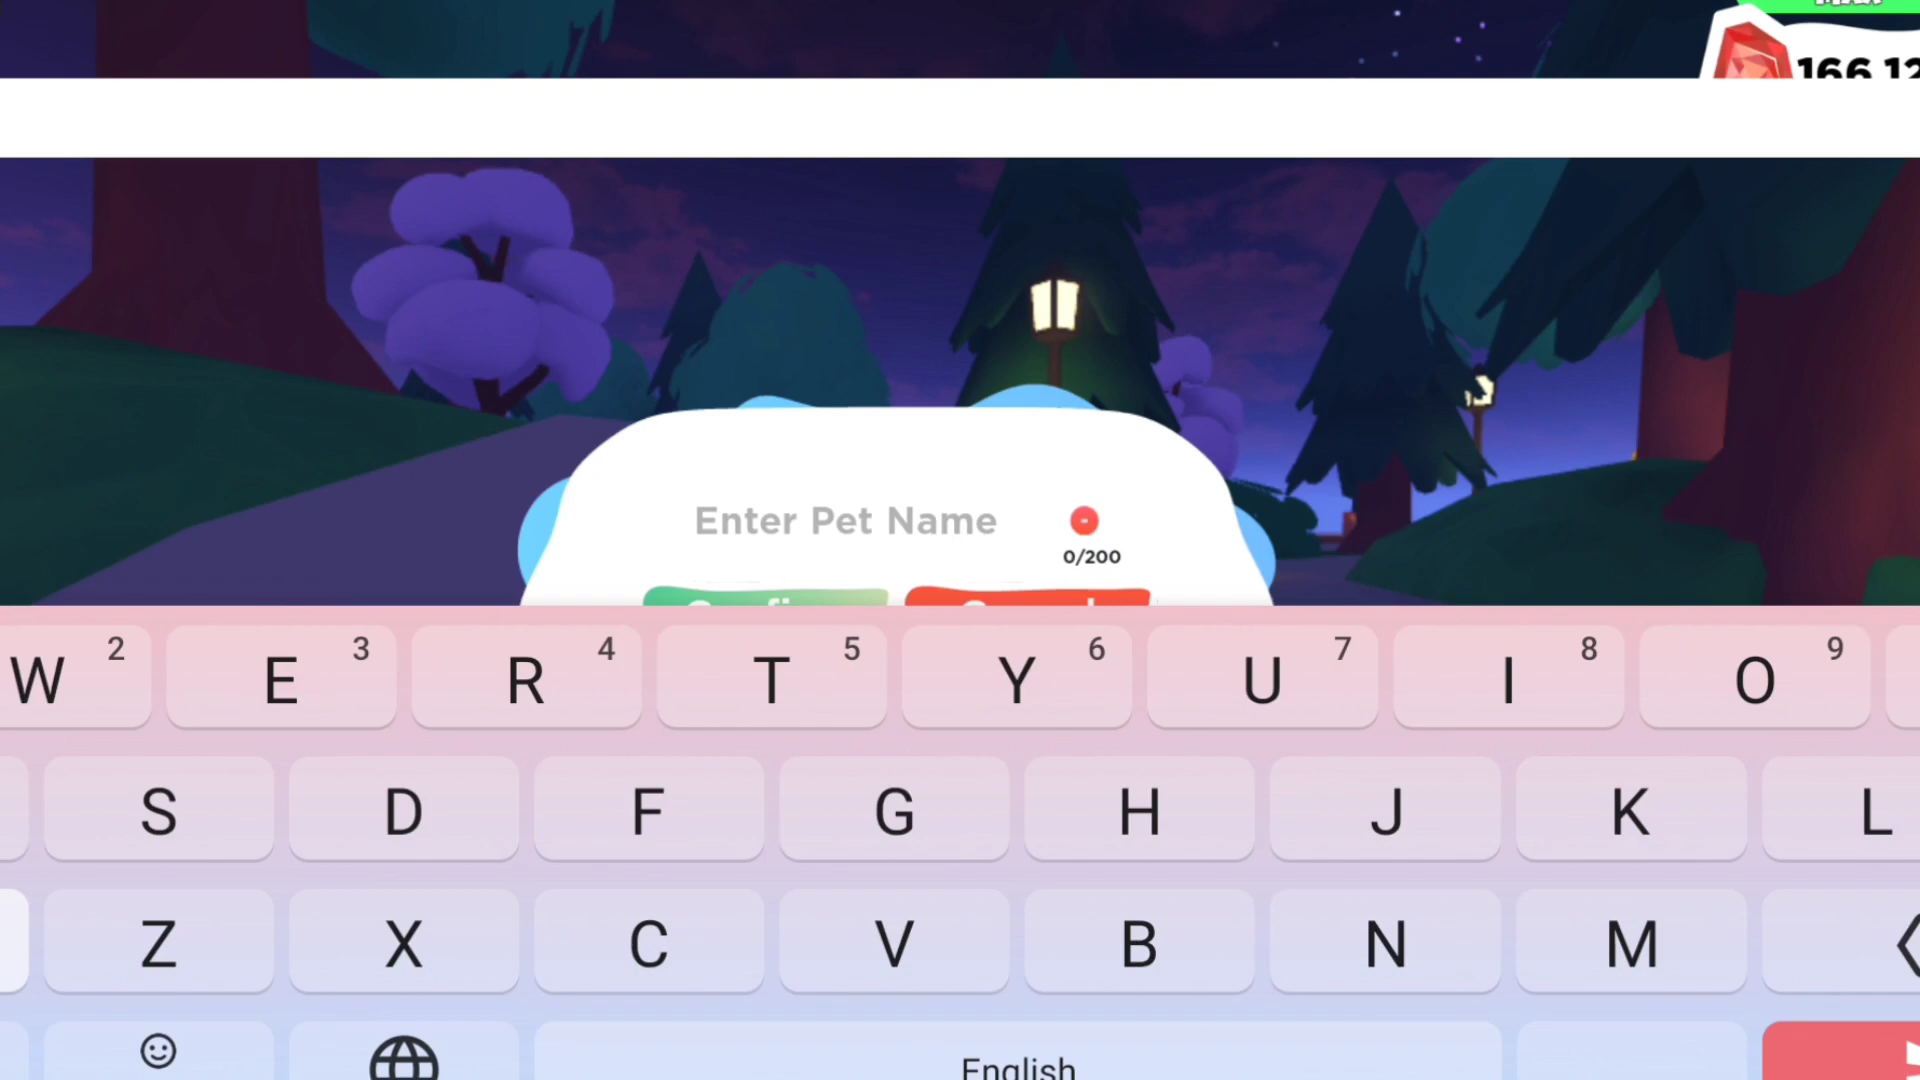 166,12
Enter Pet Name
0/200
W 2 E 3 R 4 T 5 Y 6 U 7 I 8 O 9
S D F G H J K L
Z X C V B N M
English